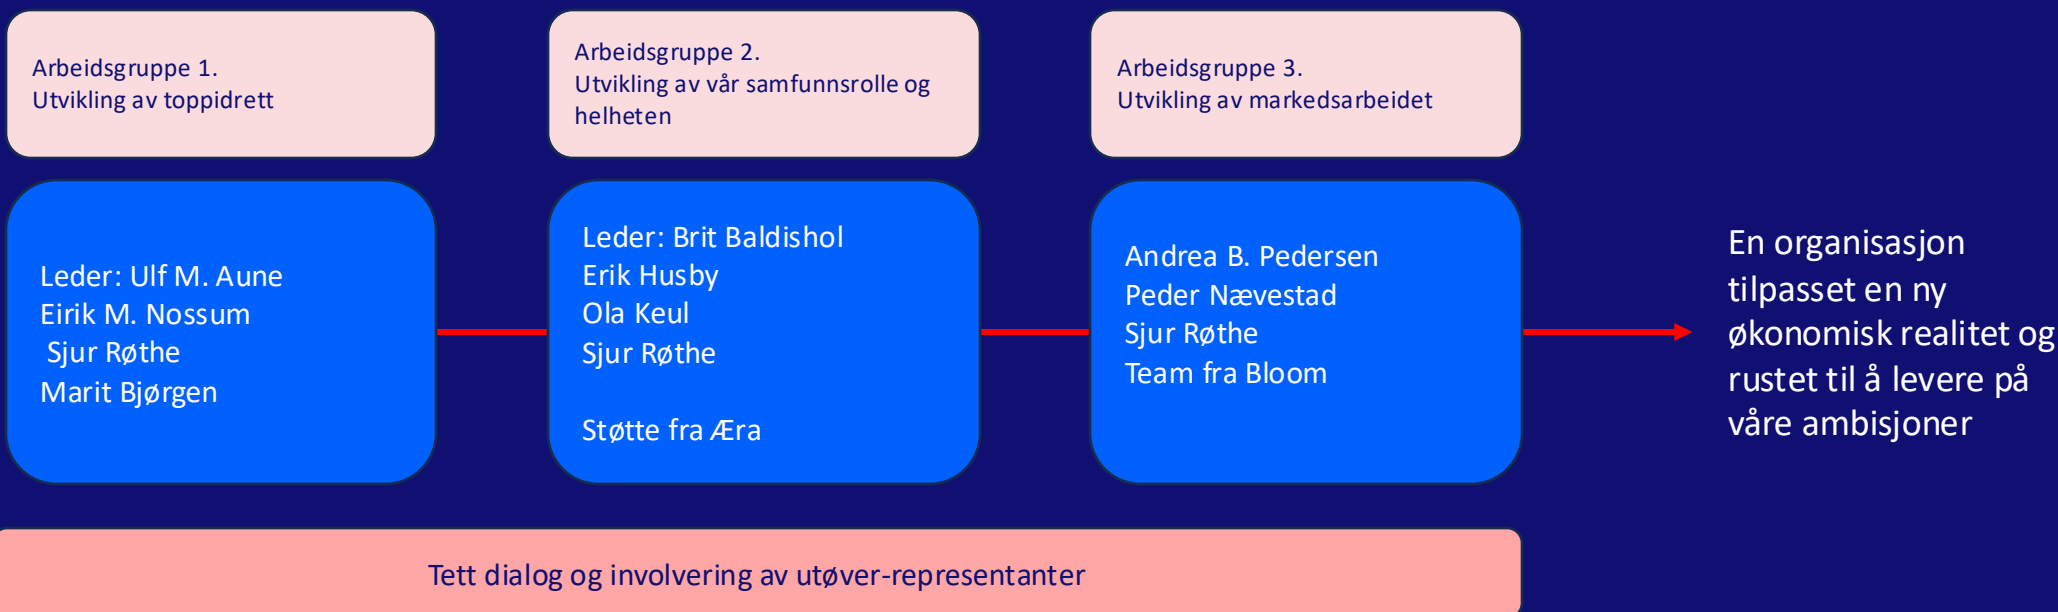 Arbeidsgruppe 1.
Utvikling av toppidrett
Arbeidsgruppe 2.
Utvikling av vår samfunnsrolle og
helheten
Arbeidsgruppe 3.
Utvikling av markedsarbeidet
Leder: Ulf M. Aune
Eirik M. Nossum
Sjur Røthe
Marit Bjørgen
Leder: Brit Baldishol
Erik Husby
Ola Keul
Sjur Røthe
Støtte fra Æra
Andrea B. Pedersen
Peder Nævestad
Sjur Røthe
Team fra Bloom
En organisasjon
tilpasset en ny
økonomisk realitet og
rustet til å levere på
våre ambisjoner
Tett dialog og involvering av utøver-representanter